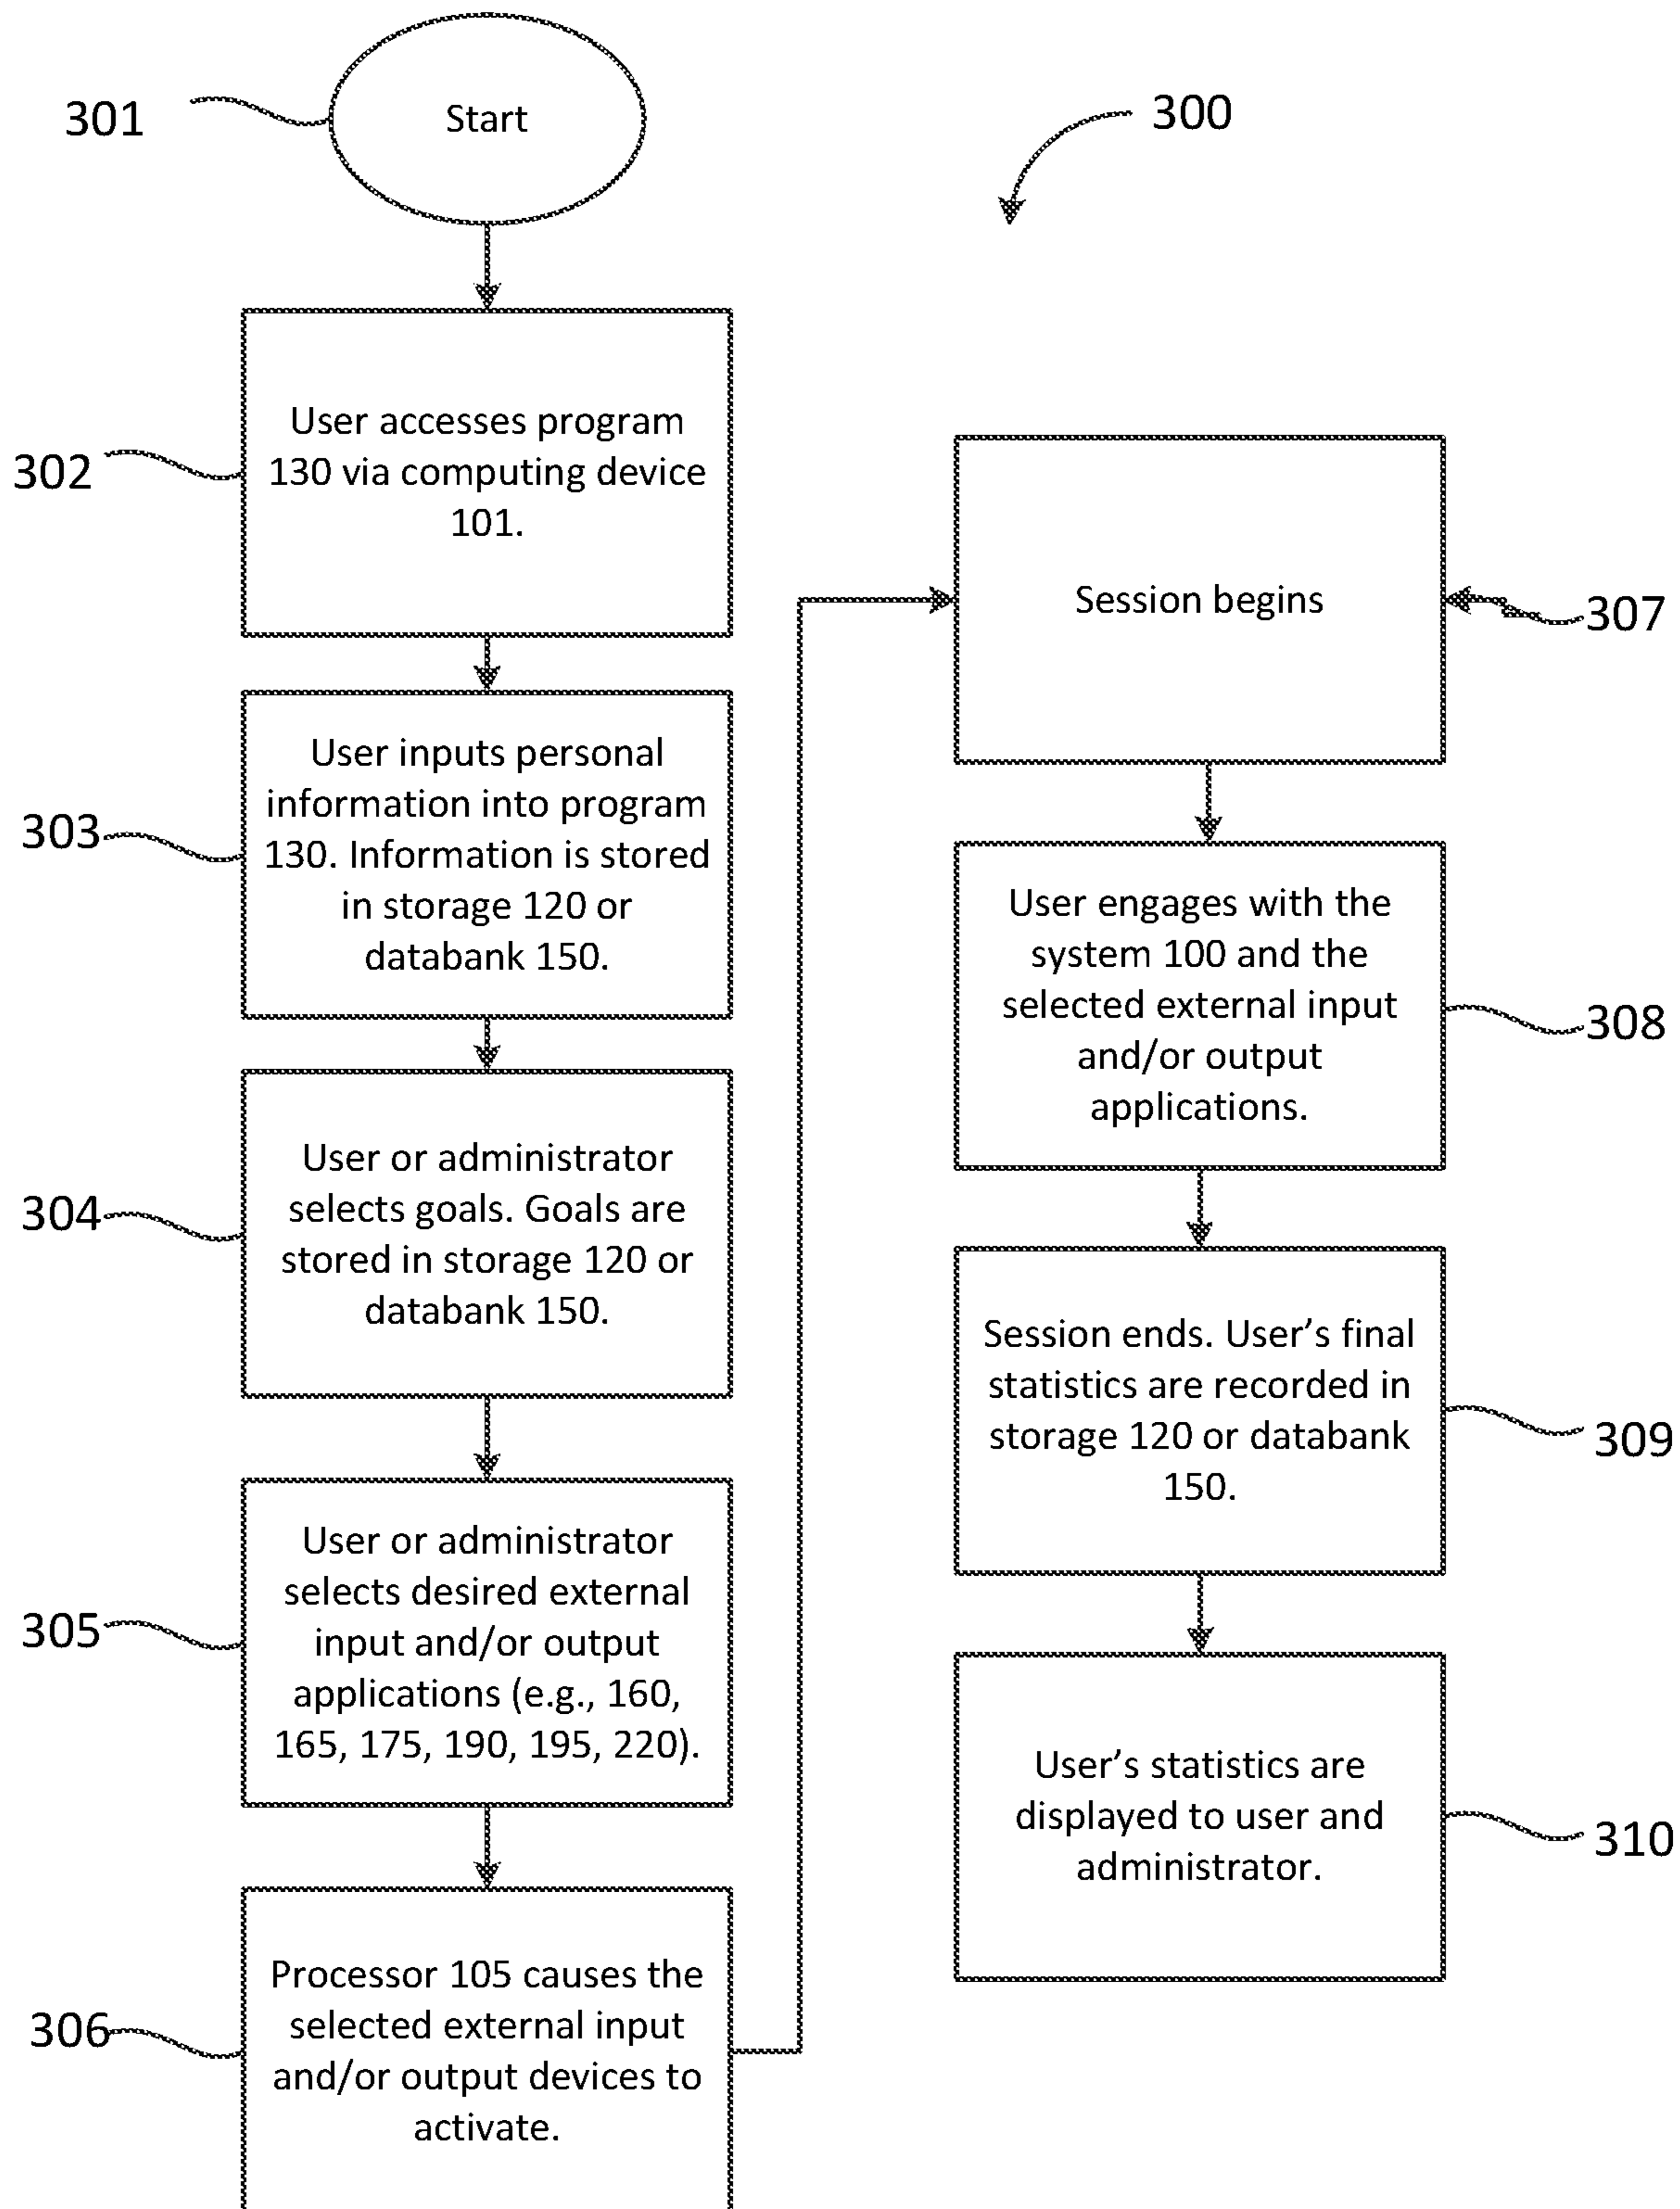 301
Start
300
302
User accesses program
130 via computing device
101.
303
User inputs personal
information into program
130. Information is stored
in storage 120 or
databank 150.
304
User or administrator
selects goals. Goals are
stored in storage 120 or
databank 150.
305
User or administrator
selects desired external
input and/or output
applications (e.g., 160,
165, 175, 190, 195, 220).
306
Processor 105 causes the
selected external input
and/or output devices to
activate.
Session begins
307
User engages with the
system 100 and the
selected external input
and/or output
applications.
308
Session ends. User’s final
statistics are recorded in
storage 120 or databank
150.
309
User’s statistics are
displayed to user and
administrator.
310